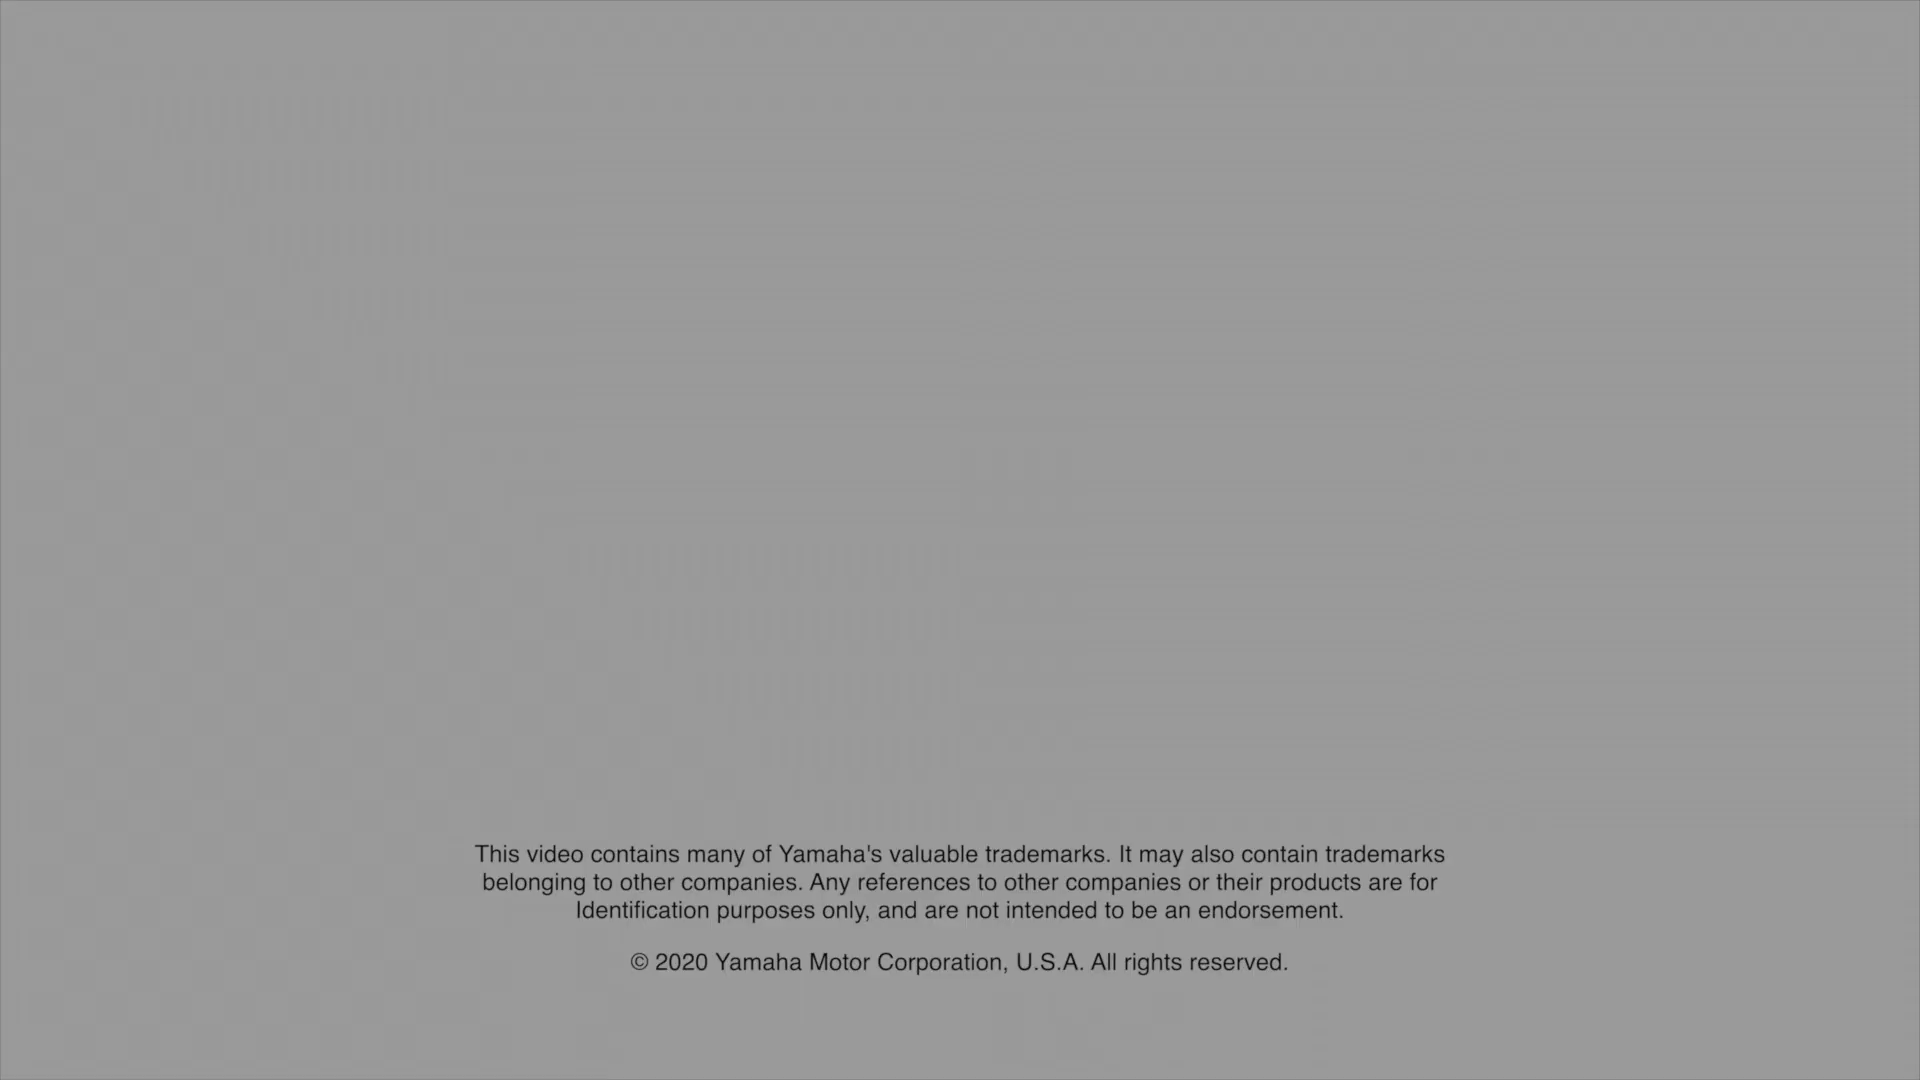 This video contains many of Yamaha's valuable trademarks. It may also contain trademarks
belonging to other companies. Any references to other companies or their products are for
Identification purposes only, and are not intended to be an endorsement.
© 2020 Yamaha Motor Corporation, U.S.A. All rights reserved.